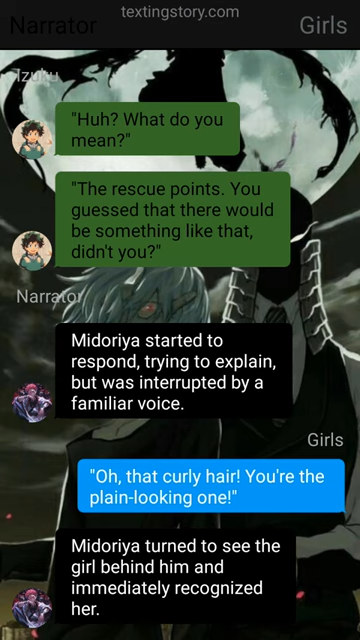 textingstory.com
Narrator
Girls
Izuku
"Huh? What do you
mean?"
"The rescue points. You
guessed that there would
be something like that,
didn't you?"
Narrator
Midoriya started to
respond, trying to explain,
but was interrupted by a
familiar voice.
Girls
"Oh, that curly hair! You're the
plain-looking one!"
Midoriya turned to see the
girl behind him and
immediately recognized
her.